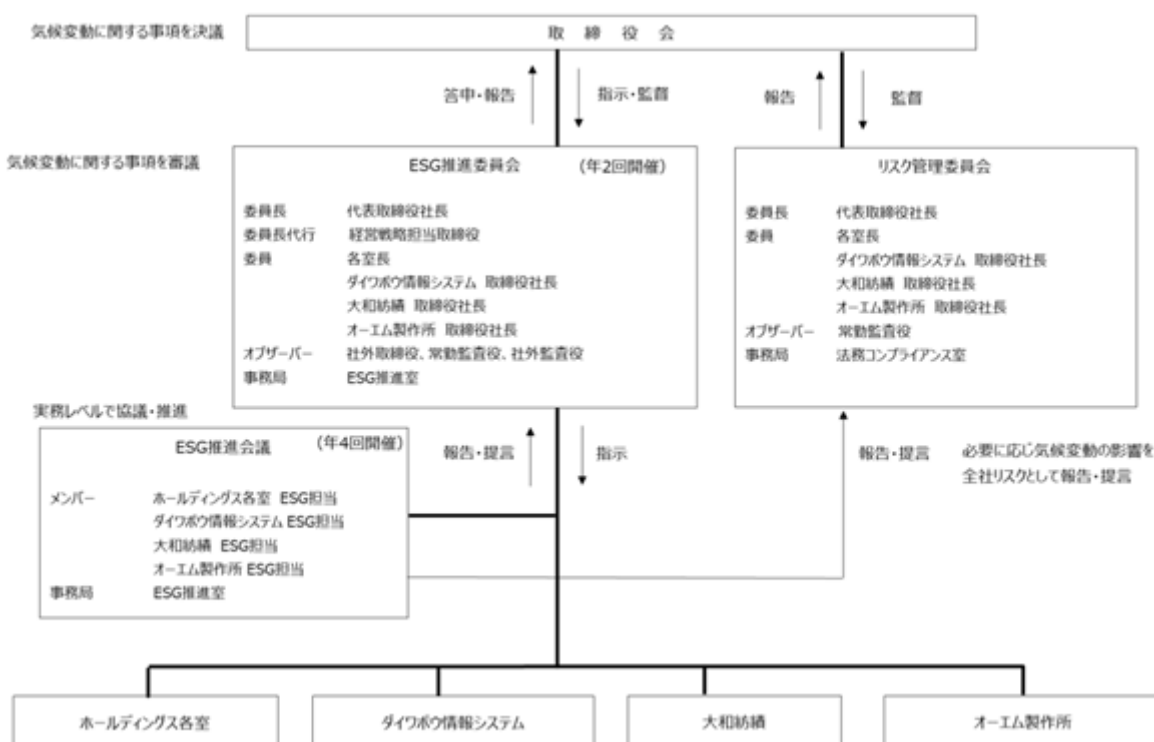 気候変動に関する事項を決議
取 締 役 会
答申・報告
指示・監督
報告
監督
気候変動に関する事項を審議
ESG推進委員会 （年2回開催）
委員長 代表取締役社長
委員長代行 経営戦略担当取締役
委員 各室長
ダイワボウ情報システム 取締役社長
大和紡績 取締役社長
オーエム製作所 取締役社長
オブザーバー 社外取締役、常勤監査役、社外監査役
事務局 ESG推進室
リスク管理委員会
委員長 代表取締役社長
委員 各室長
ダイワボウ情報システム 取締役社長
大和紡績 取締役社長
オーエム製作所 取締役社長
オブザーバー 常勤監査役
事務局 法務コンプライアンス室
実務レベルで協議・推進
ESG推進会議 （年4回開催）
メンバー ホールディングス各室 ESG担当
ダイワボウ情報システム ESG担当
大和紡績 ESG担当
オーエム製作所 ESG担当
事務局 ESG推進室
報告・提言
指示
報告・提言
必要に応じ気候変動の影響を
全社リスクとして報告・提言
ホールディングス各室
ダイワボウ情報システム
大和紡績
オーエム製作所